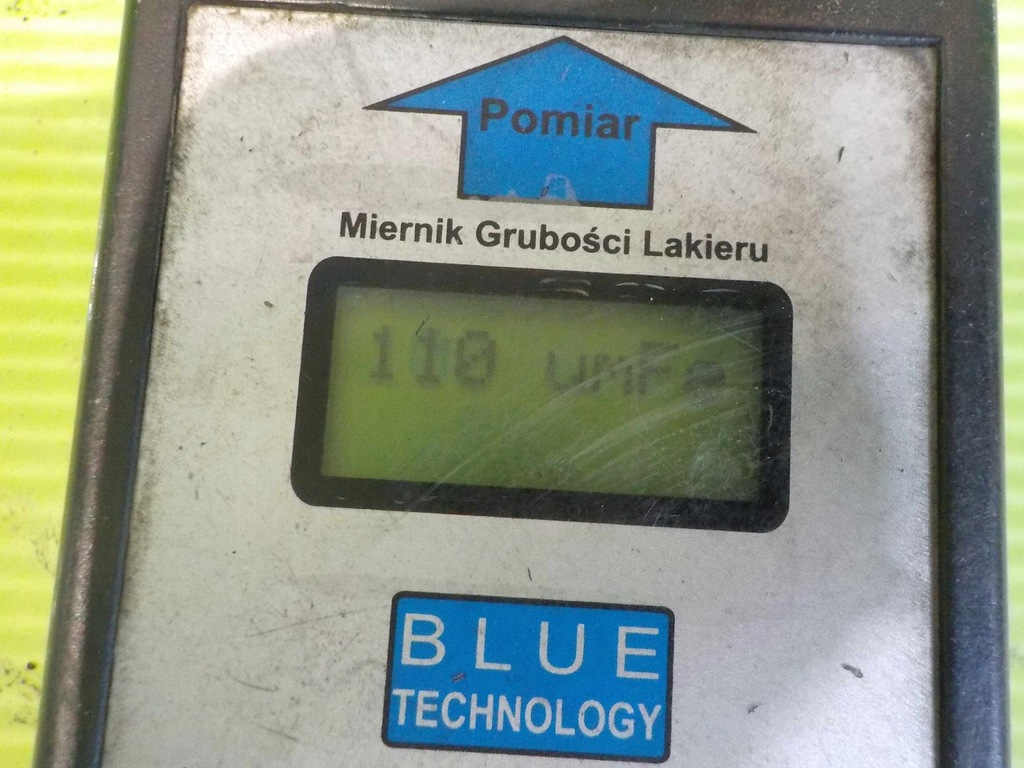 Pomiar
Miernik Grubości Lakieru
110 umFe
BLUE
TECHNOLOGY